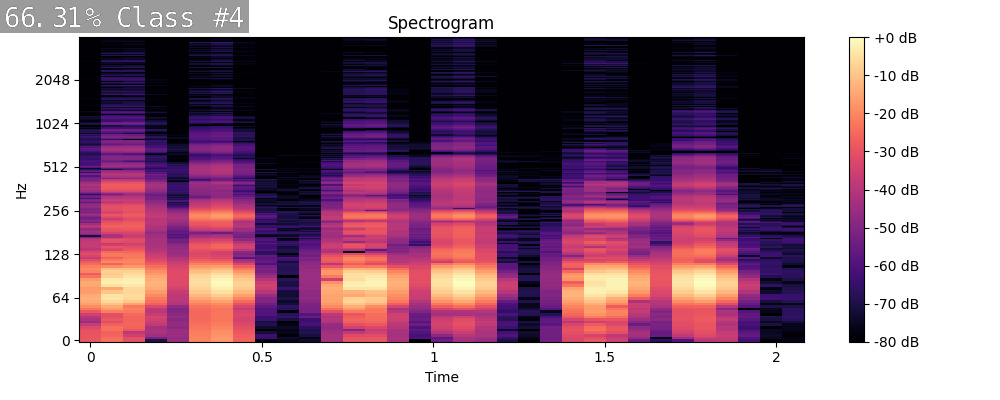 66.31% Class #4
Spectrogram
Hz
2048
1024
512
256
128
64
0
0
0.5
1
1.5
2
Time
+0 dB
-10 dB
-20 dB
-30 dB
-40 dB
-50 dB
-60 dB
-70 dB
-80 dB